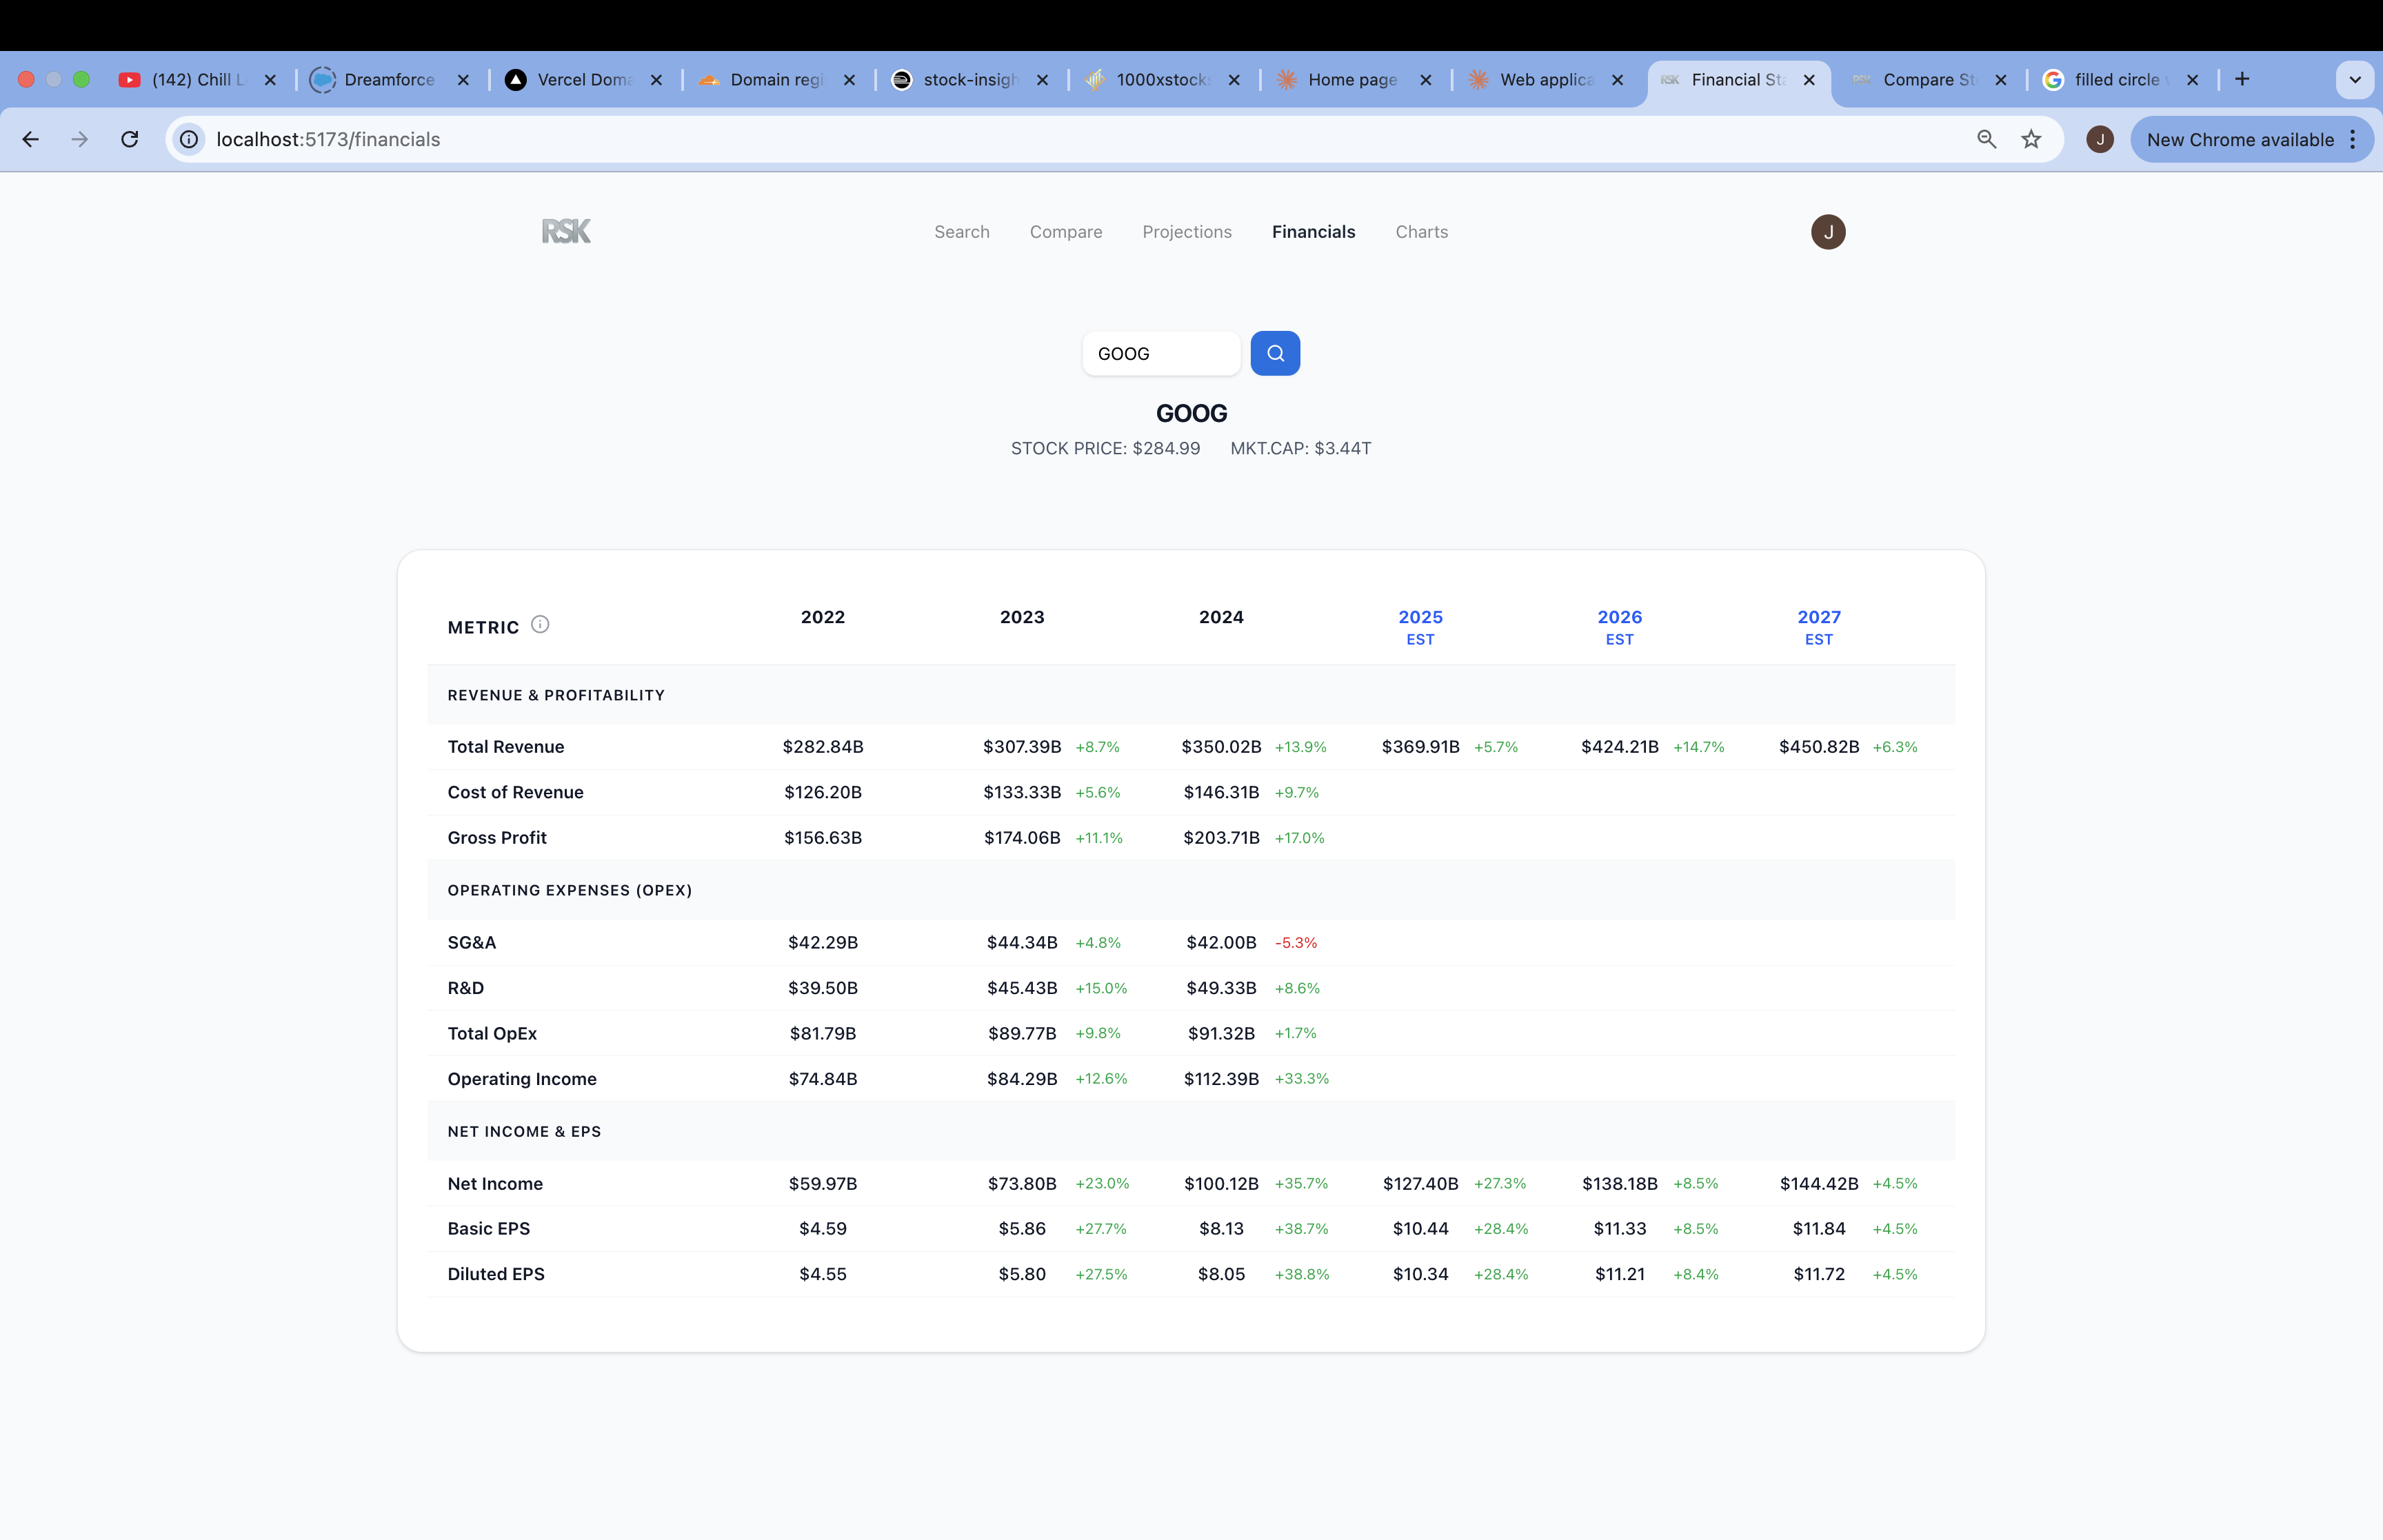 (142) Chill L
Dreamforce
Vercel Doma
Domain regi
stock-insigh
1000xstocks
Home page
Web applica
Financial Sta
Compare St
filled circle
localhost:5173/financials
J
New Chrome available
RSK
Search
Compare
Projections
Financials
Charts
J
GOOG
GOOG
STOCK PRICE: $284.99 MKT.CAP: $3.44T
METRIC 2022 2023 2024 2025 2026 2027
EST EST EST
REVENUE & PROFITABILITY
Total Revenue $282.84B $307.39B +8.7% $350.02B +13.9% $369.91B +5.7% $424.21B +14.7% $450.82B +6.3%
Cost of Revenue $126.20B $133.33B +5.6% $146.31B +9.7%
Gross Profit $156.63B $174.06B +11.1% $203.71B +17.0%
OPERATING EXPENSES (OPEX)
SG&A $42.29B $44.34B +4.8% $42.00B -5.3%
R&D $39.50B $45.43B +15.0% $49.33B +8.6%
Total OpEx $81.79B $89.77B +9.8% $91.32B +1.7%
Operating Income $74.84B $84.29B +12.6% $112.39B +33.3%
NET INCOME & EPS
Net Income $59.97B $73.80B +23.0% $100.12B +35.7% $127.40B +27.3% $138.18B +8.5% $144.42B +4.5%
Basic EPS $4.59 $5.86 +27.7% $8.13 +38.7% $10.44 +28.4% $11.33 +8.5% $11.84 +4.5%
Diluted EPS $4.55 $5.80 +27.5% $8.05 +38.8% $10.34 +28.4% $11.21 +8.4% $11.72 +4.5%